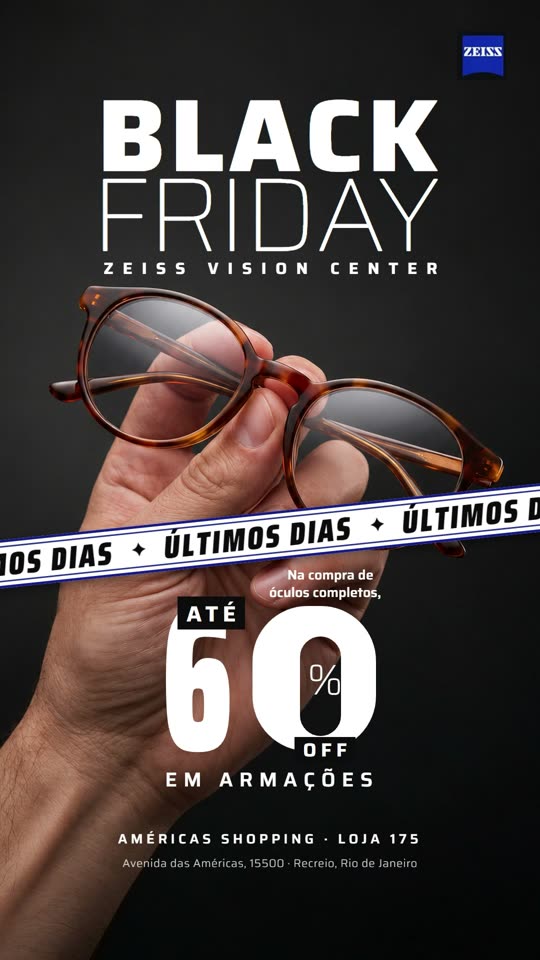 ZEISS
BLACK
FRIDAY
ZEISS VISION CENTER
ÚLTIMOS DIAS ✦ ÚLTIMOS DIAS ✦ ÚLTIMOS
Na compra de
óculos completos,
ATÉ
60%
OFF
EM ARMAÇÕES
AMÉRICAS SHOPPING · LOJA 175
Avenida das Américas, 15500 · Recreio, Rio de Janeiro